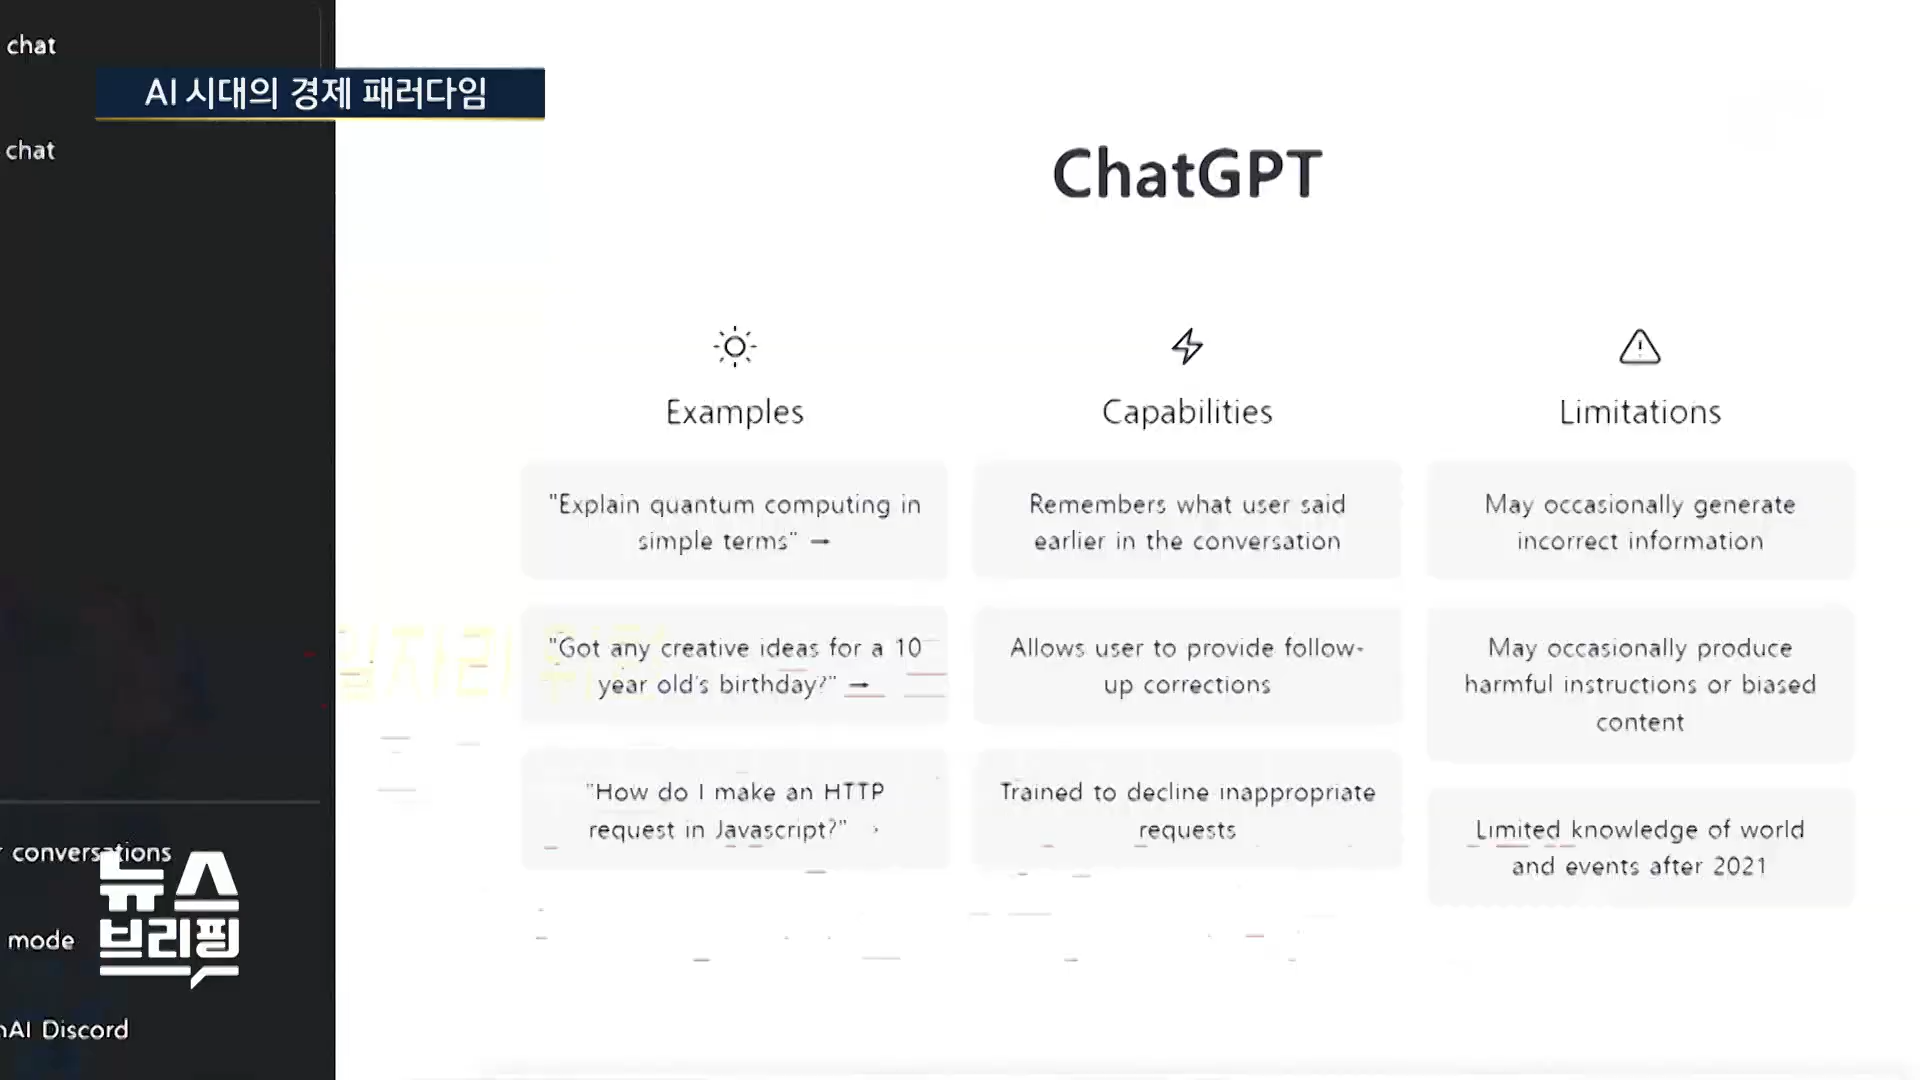 chat
AI 시대의 경제 패러다임
chat
ChatGPT
Examples
"Explain quantum computing in
simple terms" →
"Got any creative ideas for a 10
year old's birthday?" →
"How do I make an HTTP
request in Javascript?" →
Capabilities
Remembers what user said
earlier in the conversation
Allows user to provide follow-
up corrections
Trained to decline inappropriate
requests
Limitations
May occasionally generate
incorrect information
May occasionally produce
harmful instructions or biased
content
Limited knowledge of world
and events after 2021
일자리
conversations
mode
뉴스
브리핑
nAI Discord